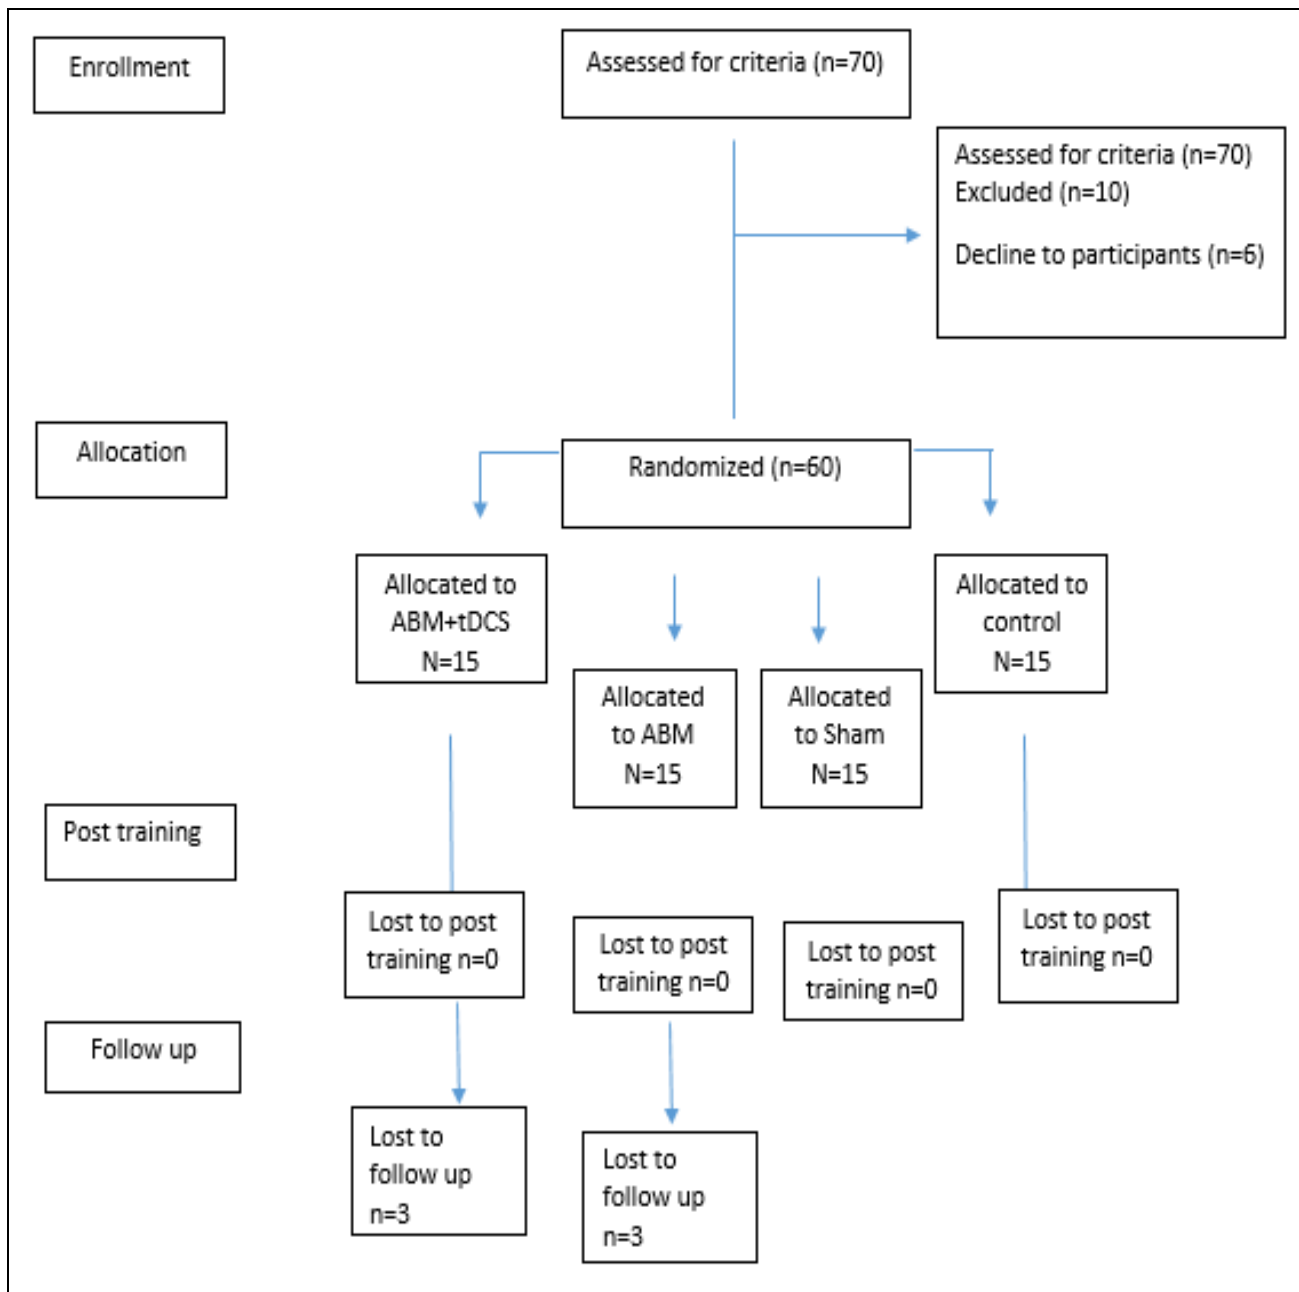 Enrollment
Assessed for criteria (n=70)
Assessed for criteria (n=70)
Excluded (n=10)
Decline to participants (n=6)
Allocation
Randomized (n=60)
Allocated to
ABM+tDCS
N=15
Allocated
to ABM
N=15
Allocated
to Sham
N=15
Allocated to
control
N=15
Post training
Lost to post
training n=0
Lost to post
training n=0
Lost to post
training n=0
Lost to post
training n=0
Follow up
Lost to
follow up
n=3
Lost to
follow up
n=3